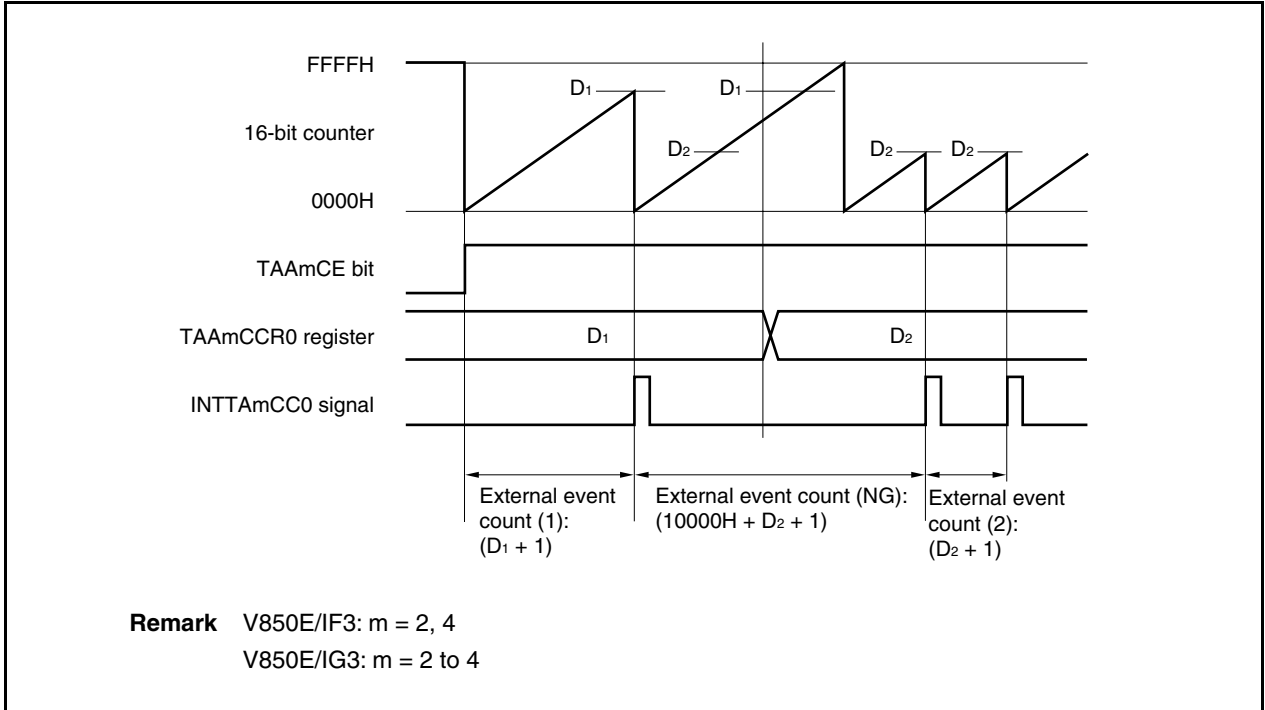 FFFFH
D1
D1
16-bit counter
D2
D2
D2
0000H
TAAmCE bit
TAAmCCR0 register
D1
D2
INTTAmCC0 signal
External event
count (1):
(D1 + 1)
External event count (NG):
(10000H + D2 + 1)
External event
count (2):
(D2 + 1)
Remark V850E/IF3: m = 2, 4
V850E/IG3: m = 2 to 4